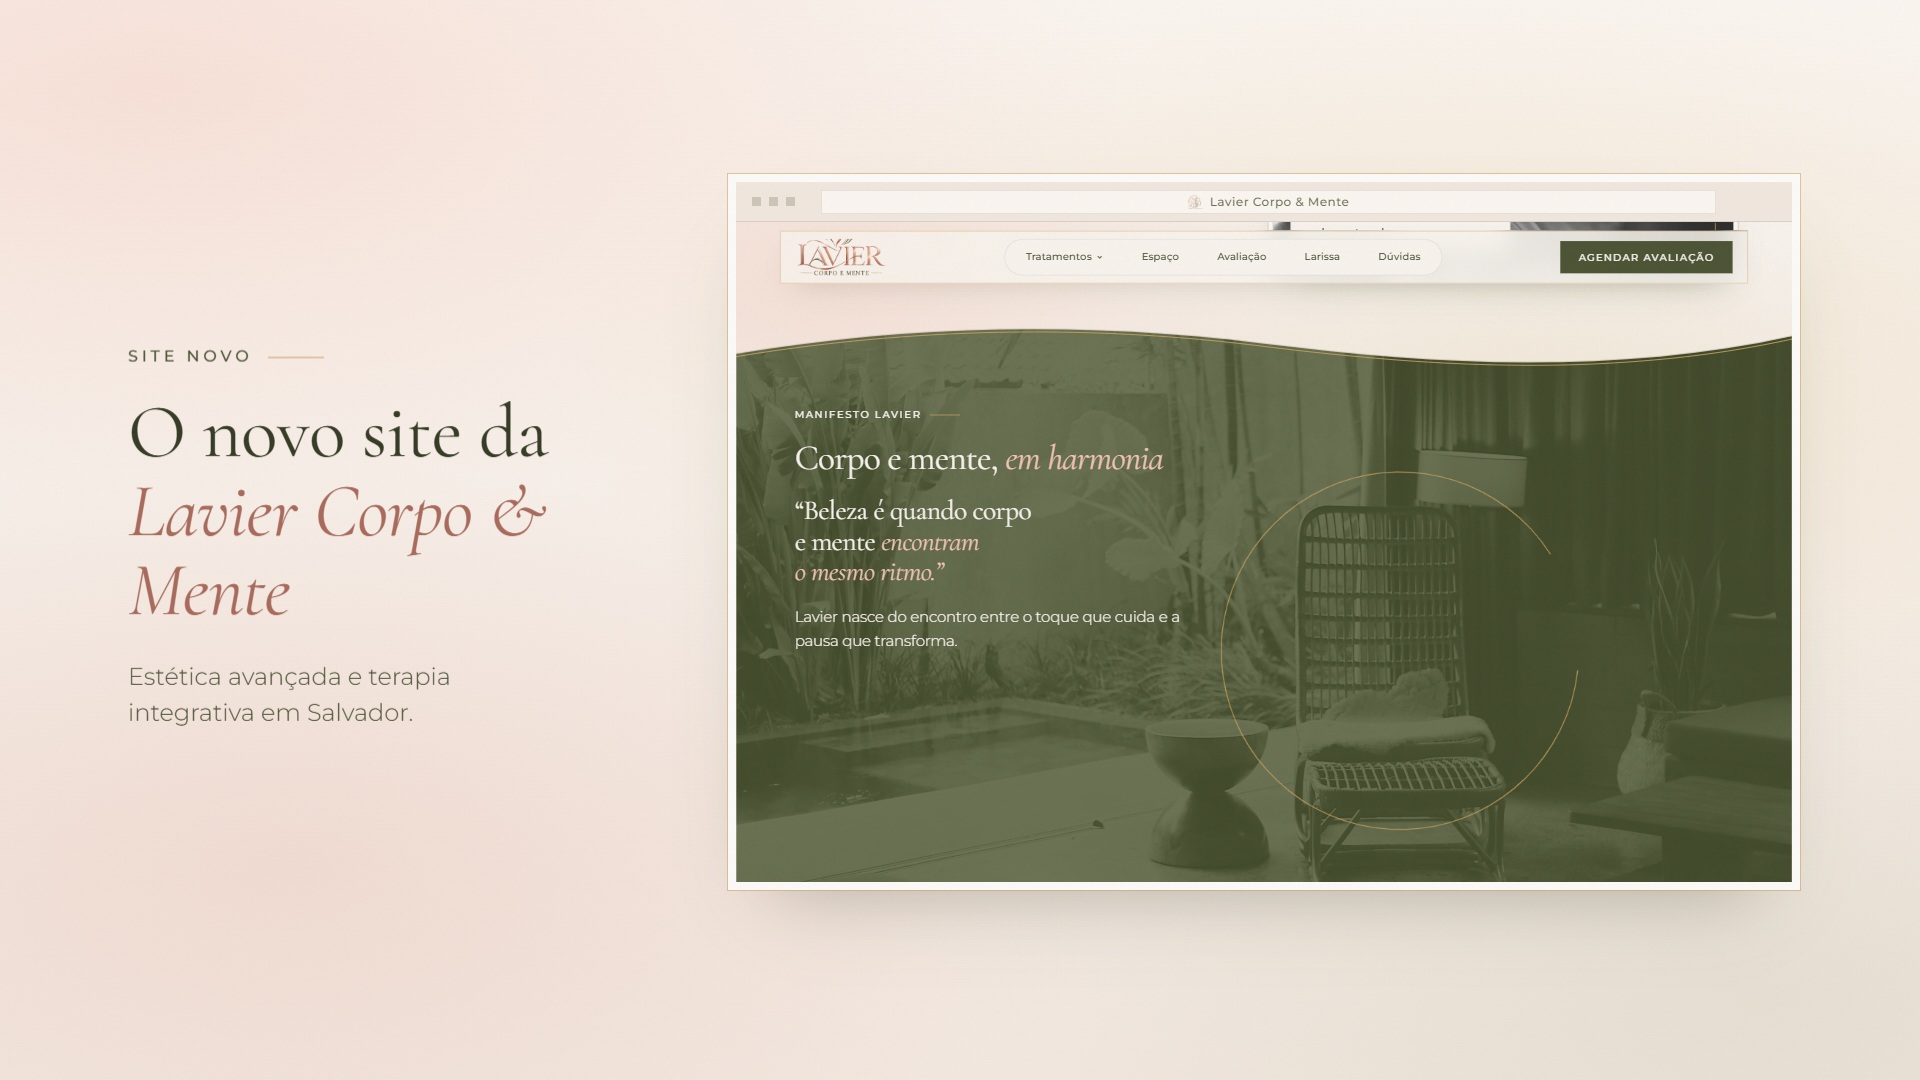 SITE NOVO
O novo site da
Lavier Corpo &
Mente
Estética avançada e terapia
integrativa em Salvador.
Lavier Corpo & Mente
LAVIER
CORPO E MENTE
Tratamentos
Espaço
Avaliação
Larissa
Dúvidas
AGENDAR AVALIAÇÃO
MANIFESTO LAVIER
Corpo e mente, em harmonia
“Beleza é quando corpo
e mente encontram
o mesmo ritmo.”
Lavier nasce do encontro entre o toque que cuida e a
pausa que transforma.